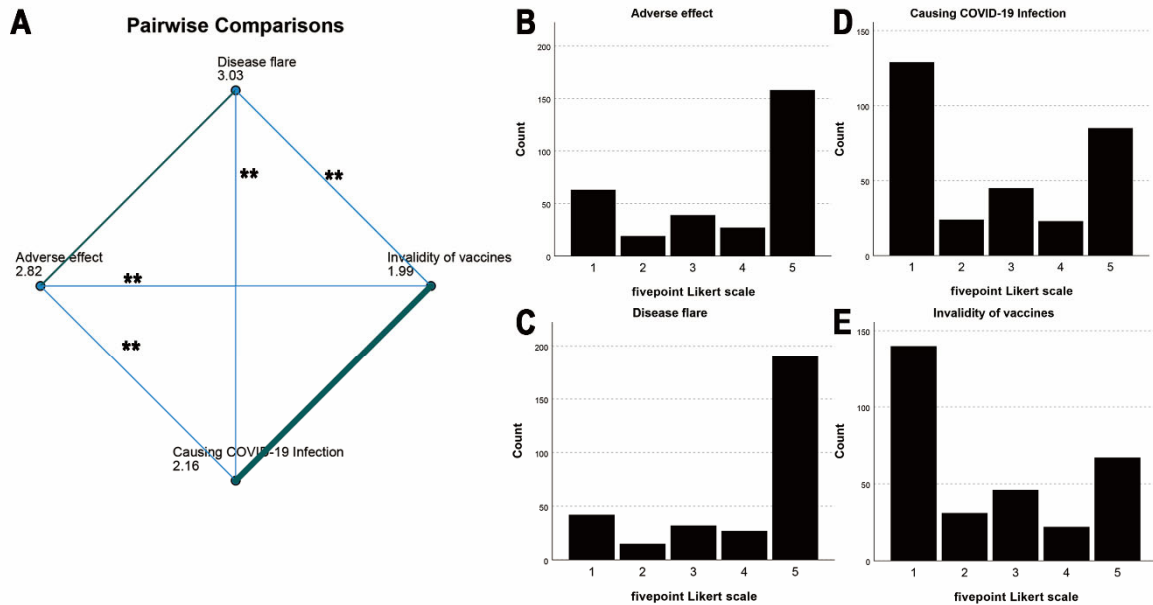 A
Pairwise Comparisons
Disease flare
3.03
**
**
Adverse effect
2.82
Invalidity of vaccines
1.99
**
**
Causing COVID-19 Infection
2.16
B
Adverse effect
200
150
100
50
0
Count
1 2 3 4 5
fivepoint Likert scale
C
Disease flare
200
150
100
50
0
Count
1 2 3 4 5
fivepoint Likert scale
D
Causing COVID-19 Infection
150
100
50
0
Count
1 2 3 4 5
fivepoint Likert scale
E
Invalidity of vaccines
150
100
50
0
Count
1 2 3 4 5
fivepoint Likert scale